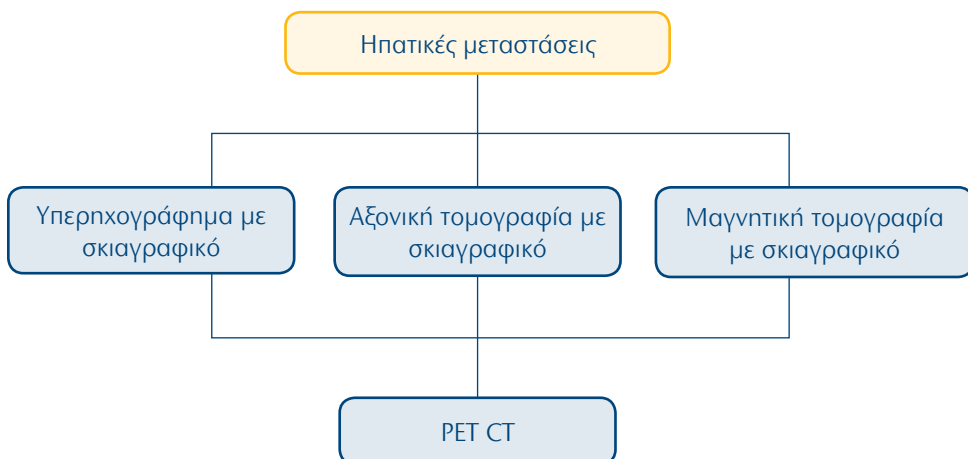 Ηπατικές μεταστάσεις
Υπερηχογράφημα με
σκιαγραφικό
Αξονική τομογραφία με
σκιαγραφικό
Μαγνητική τομογραφία
με σκιαγραφικό
PET CT